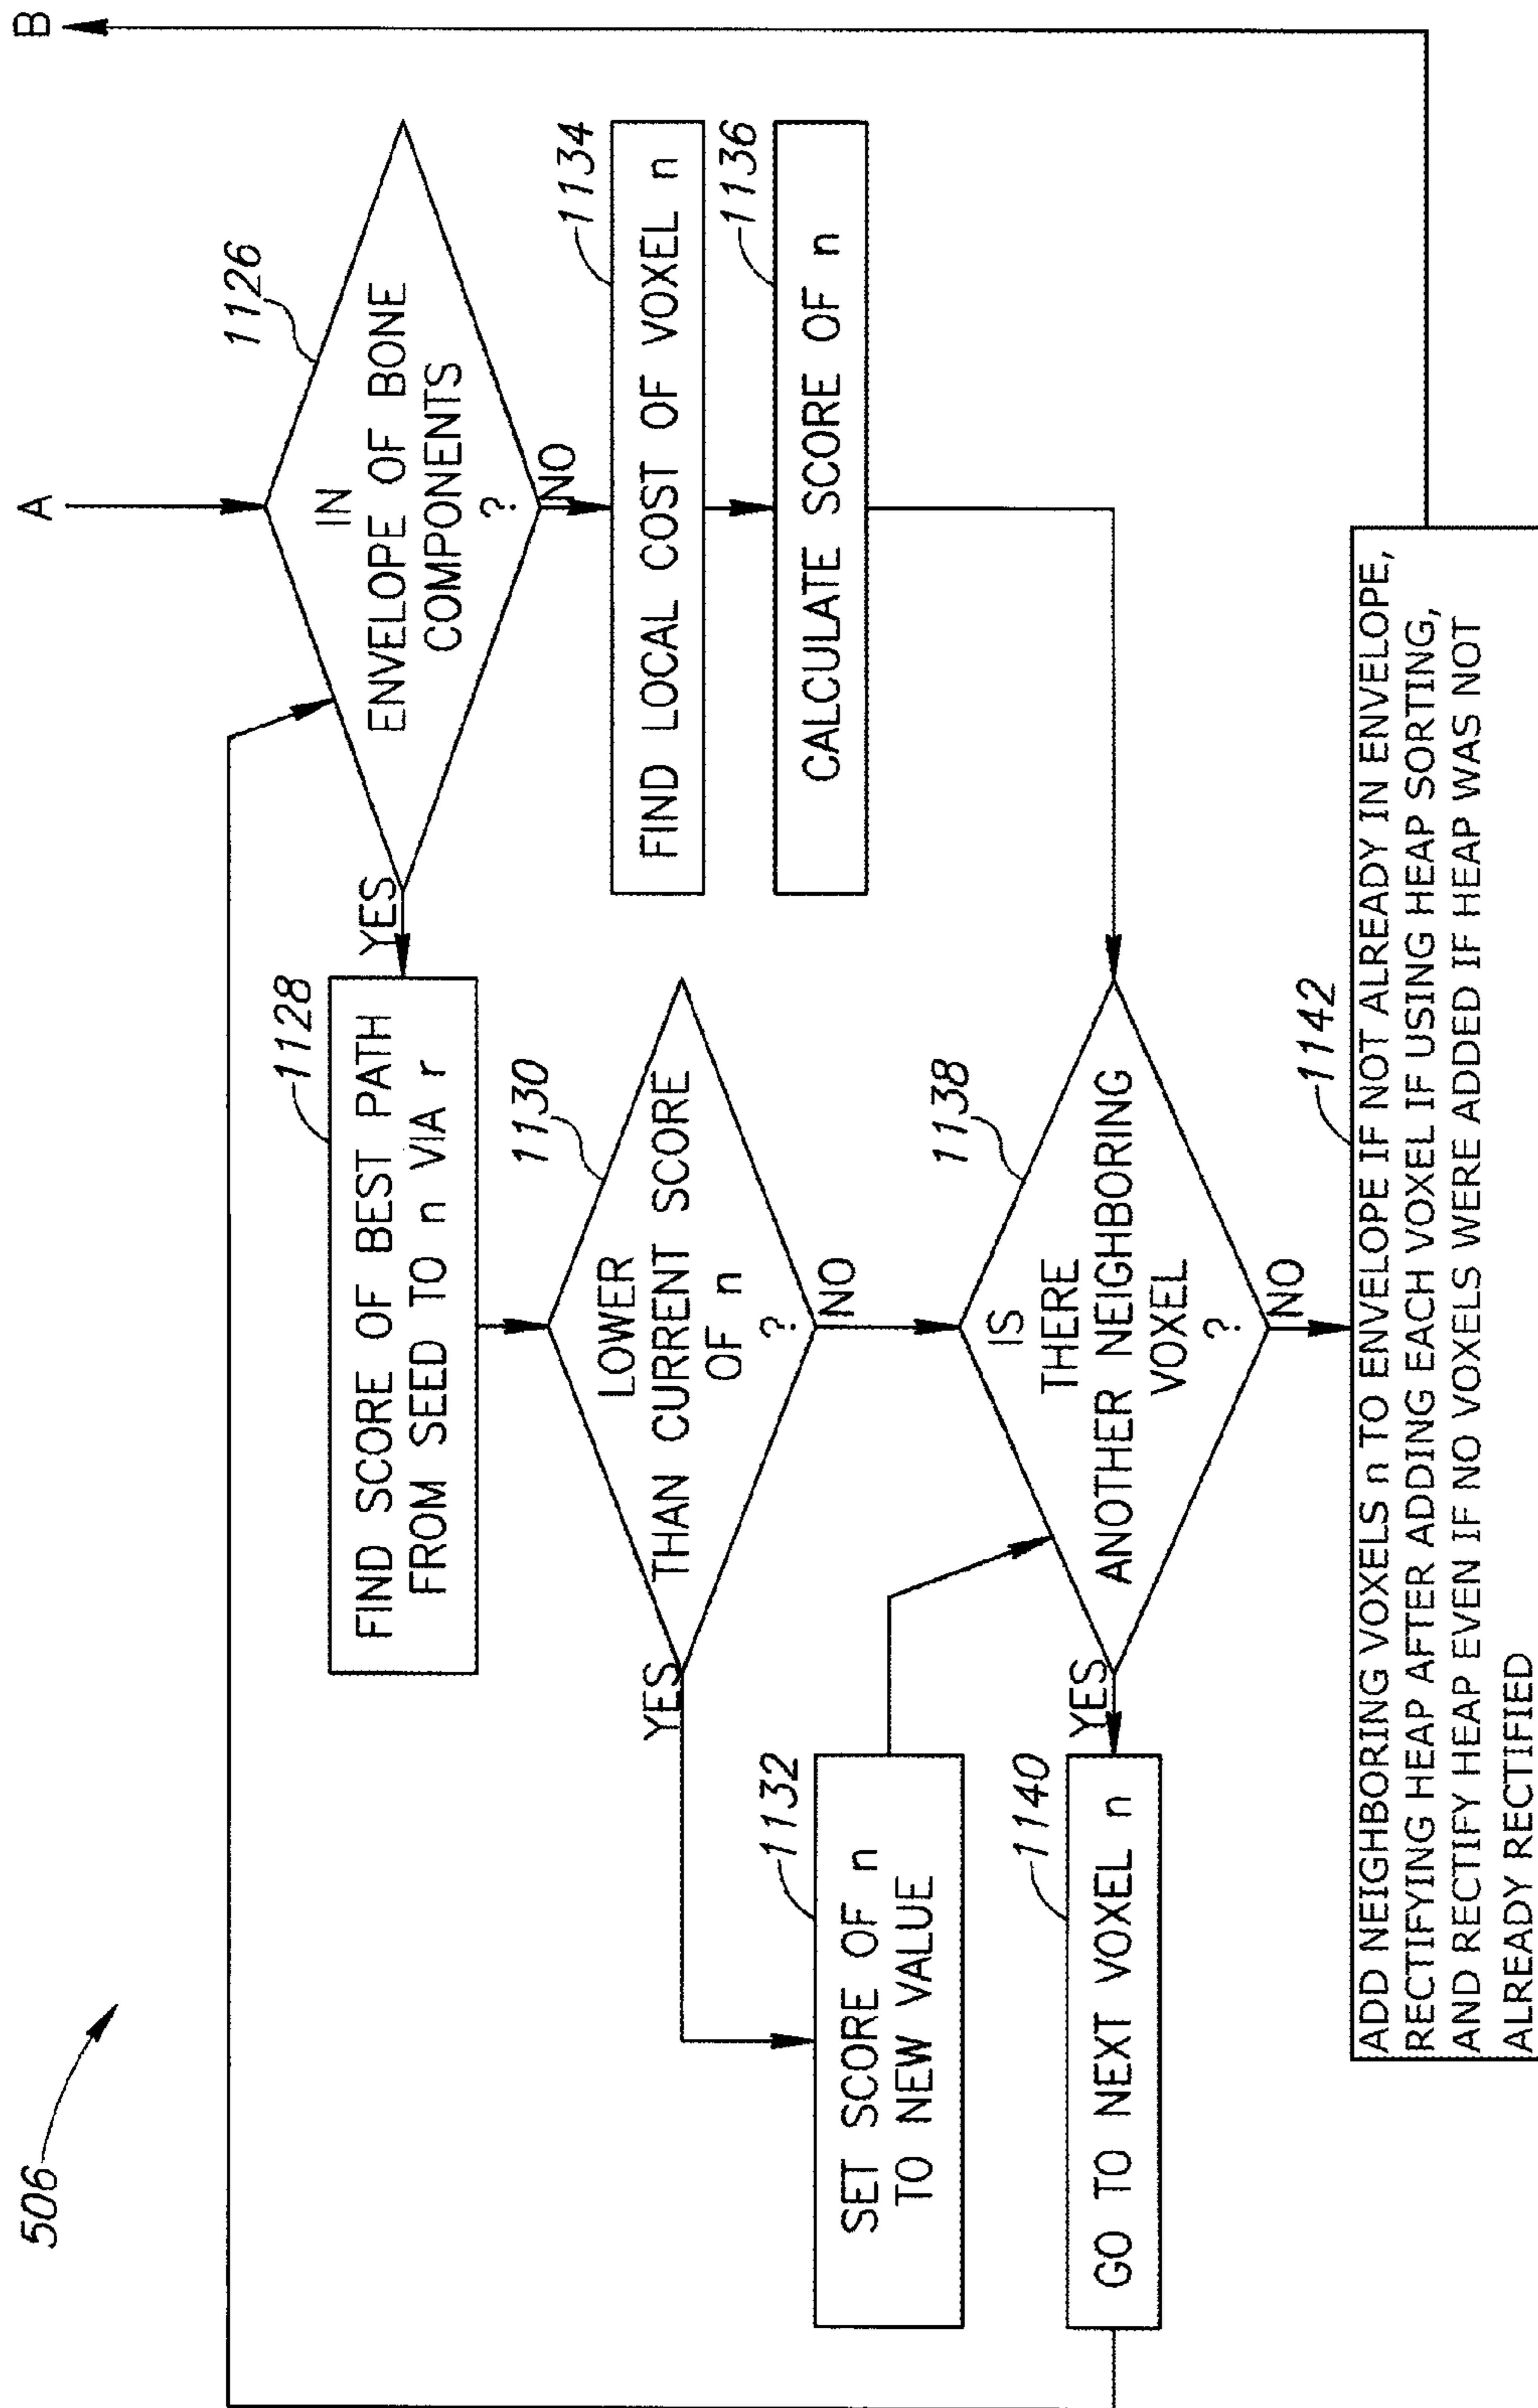 506
A
B
1126
IN
ENVELOPE OF BONE
COMPONENTS
?
YES
NO
1128
FIND SCORE OF BEST PATH
FROM SEED TO n VIA r
1134
FIND LOCAL COST OF VOXEL n
1130
LOWER
THAN CURRENT SCORE
OF n
?
YES
NO
1136
CALCULATE SCORE OF n
1132
SET SCORE OF n
TO NEW VALUE
1138
IS
THERE
ANOTHER NEIGHBORING
VOXEL
?
YES
NO
1140
GO TO NEXT VOXEL n
1142
ADD NEIGHBORING VOXELS n TO ENVELOPE IF NOT ALREADY IN ENVELOPE,
RECTIFYING HEAP AFTER ADDING EACH VOXEL IF USING HEAP SORTING,
AND RECTIFY HEAP EVEN IF NO VOXELS WERE ADDED IF HEAP WAS NOT
ALREADY RECTIFIED